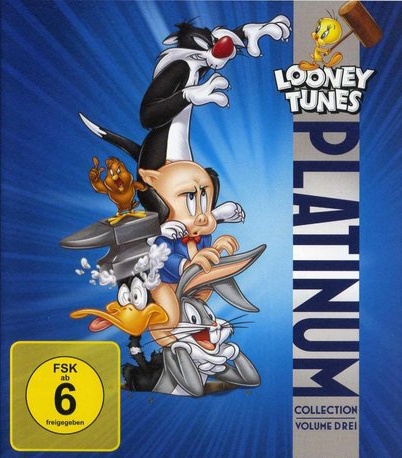 LOONEY
TUNES
PLATINUM
COLLECTION
VOLUME DREI
FSK
ab
6
freigegeben